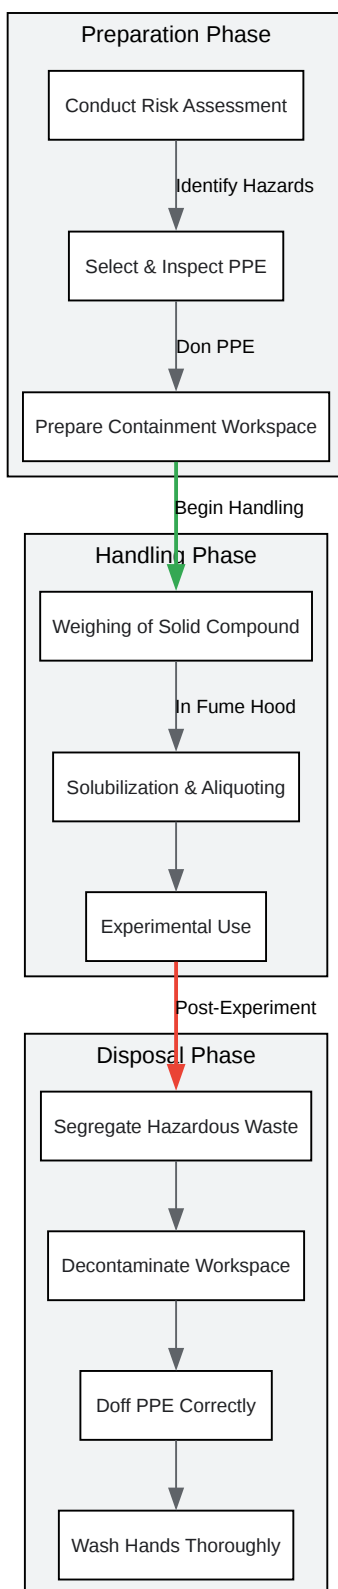 Preparation Phase
Conduct Risk Assessment
Identify Hazards
Select & Inspect PPE
Don PPE
Prepare Containment Workspace
Begin Handling
Handling Phase
Weighing of Solid Compound
In Fume Hood
Solubilization & Aliquoting
Experimental Use
Post-Experiment
Disposal Phase
Segregate Hazardous Waste
Decontaminate Workspace
Doff PPE Correctly
Wash Hands Thoroughly